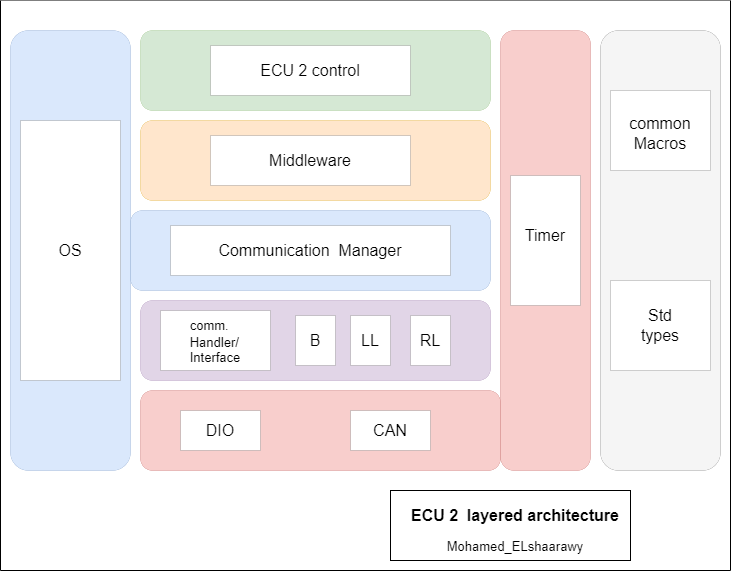 ECU 2 control
Middleware
OS
Communication Manager
comm.
Handler/
Interface
B
LL
RL
DIO
CAN
Timer
common
Macros
Std
types
ECU 2 layered architecture
Mohamed_ELshaarawy